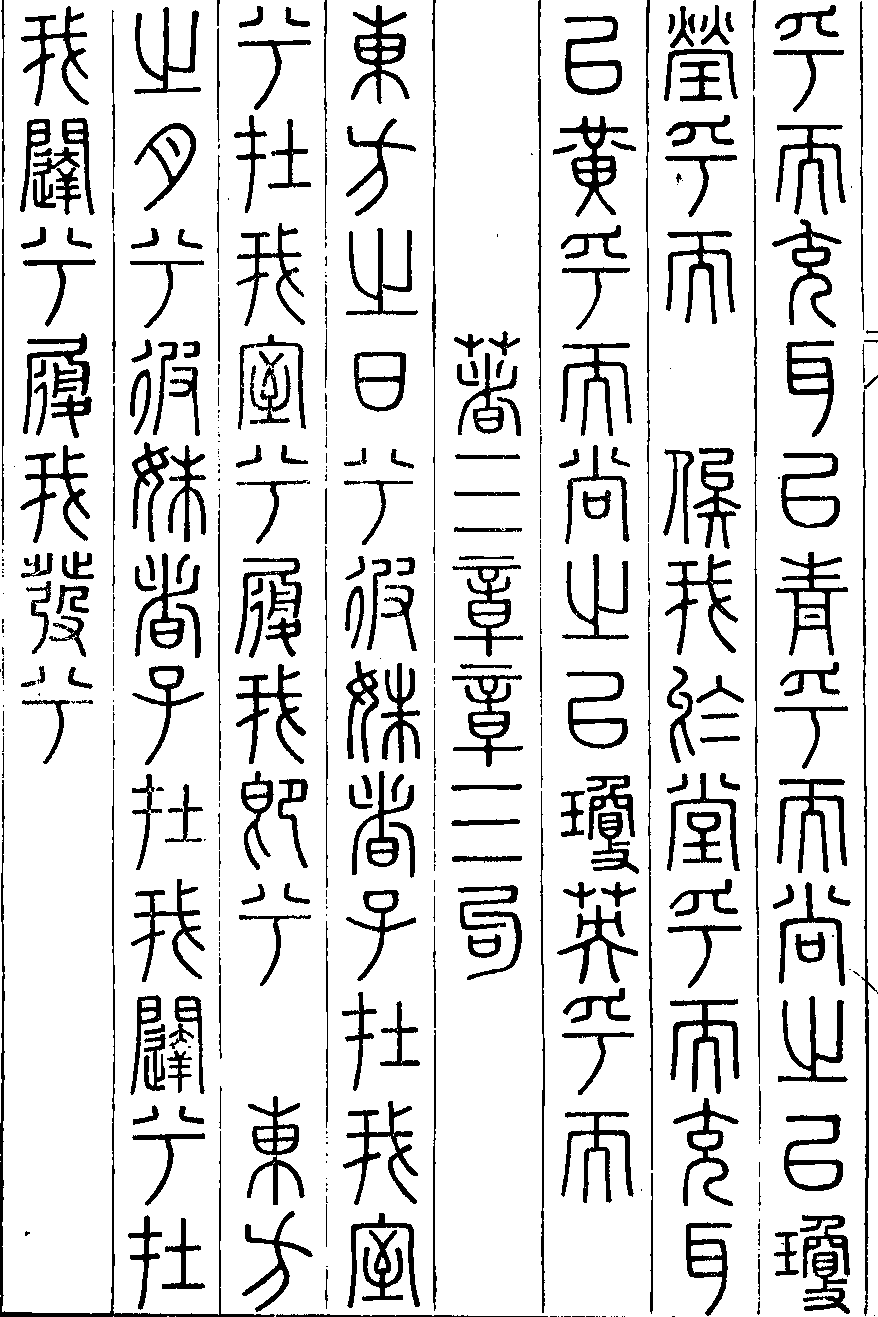 乎而充耳以青乎而尚之以瓊
瑩乎而　俟我於堂乎而充耳
以黃乎而尚之以瓊英乎而
著三章章三句
東方之日兮彼姝者子在我室
兮在我室兮履我即兮　東方
之月兮彼姝者子在我闥兮在
我闥兮履我發兮